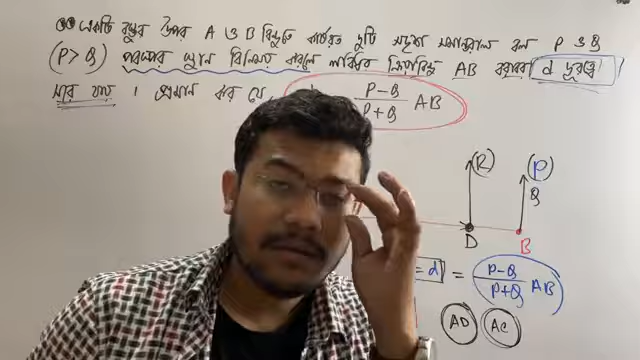 একটি বস্তুর উপর A ও B বিন্দুতে কার্যরত দুটি সদৃশ সমান্তরাল বল P ও Q
(P > Q) পরস্পর স্থান বিনিময় করলে লব্ধির ক্রিয়াবিন্দু AB বরাবর d দূরত্বে
সরে যায় । প্রমাণ কর যে P-Q / P+Q AB
(R) (P)
Q
D B
= d = P-Q / P+Q AB
AD AC